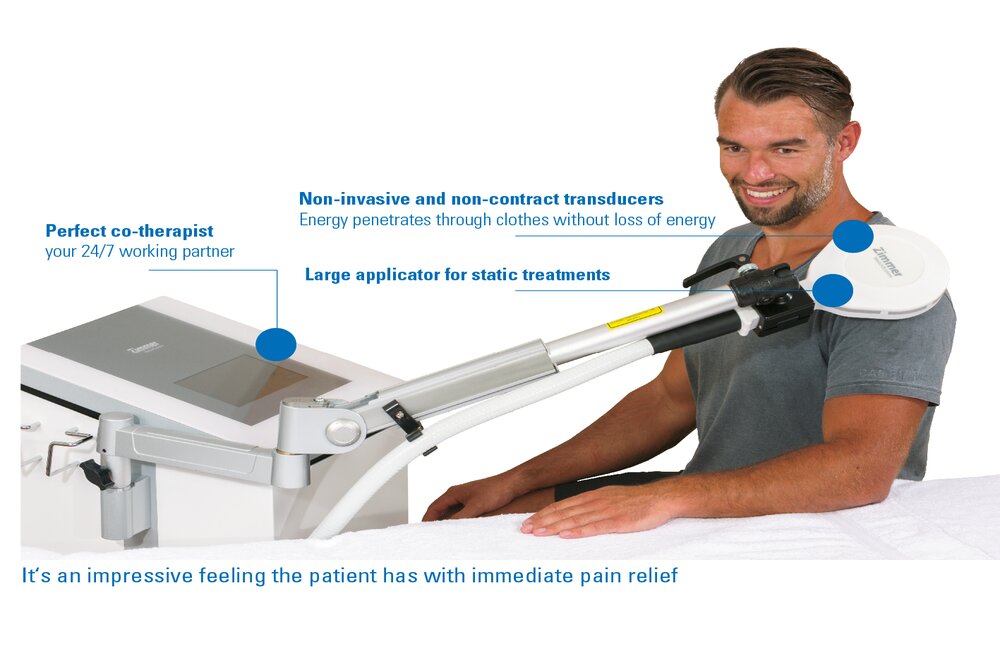 Non-invasive and non-contract transducers
Energy penetrates through clothes without loss of energy
Perfect co-therapist
your 24/7 working partner
Large applicator for static treatments
Zimmer
Zimmer
It‘s an impressive feeling the patient has with immediate pain relief